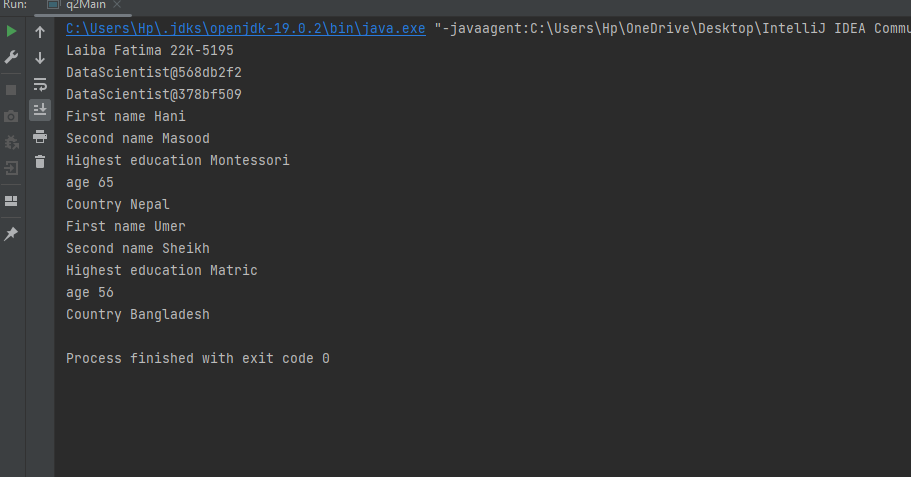 Run: q2Main
C:\Users\Hp\.jdks\openjdk-19.0.2\bin\java.exe "-javaagent:C:\Users\Hp\OneDrive\Desktop\IntelliJ IDEA Commu
Laiba Fatima 22K-5195
DataScientist@568db2f2
DataScientist@378bf509
First name Hani
Second name Masood
Highest education Montessori
age 65
Country Nepal
First name Umer
Second name Sheikh
Highest education Matric
age 56
Country Bangladesh
Process finished with exit code 0